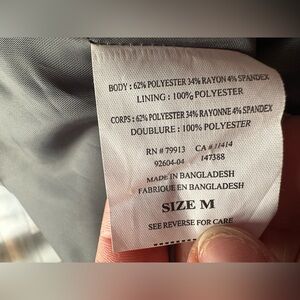 BODY : 62% POLYESTER 34% RAYON 4% SPANDEX
LINING : 100% POLYESTER
CORPS : 62% POLYESTER 34% RAYONNE 4% SPANDEX
DOUBLURE : 100% POLYESTER
RN # 79913 CA # 11414
92604-04 147388
MADE IN BANGLADESH
FABRIQUE EN BANGLADESH
SIZE M
SEE REVERSE FOR CARE